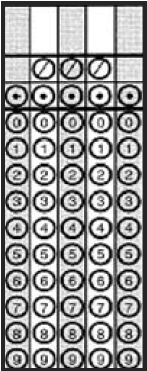 / / /
. . . . .
0 0 0 0 0
1 1 1 1 1
2 2 2 2 2
3 3 3 3 3
4 4 4 4 4
5 5 5 5 5
6 6 6 6 6
7 7 7 7 7
8 8 8 8 8
9 9 9 9 9